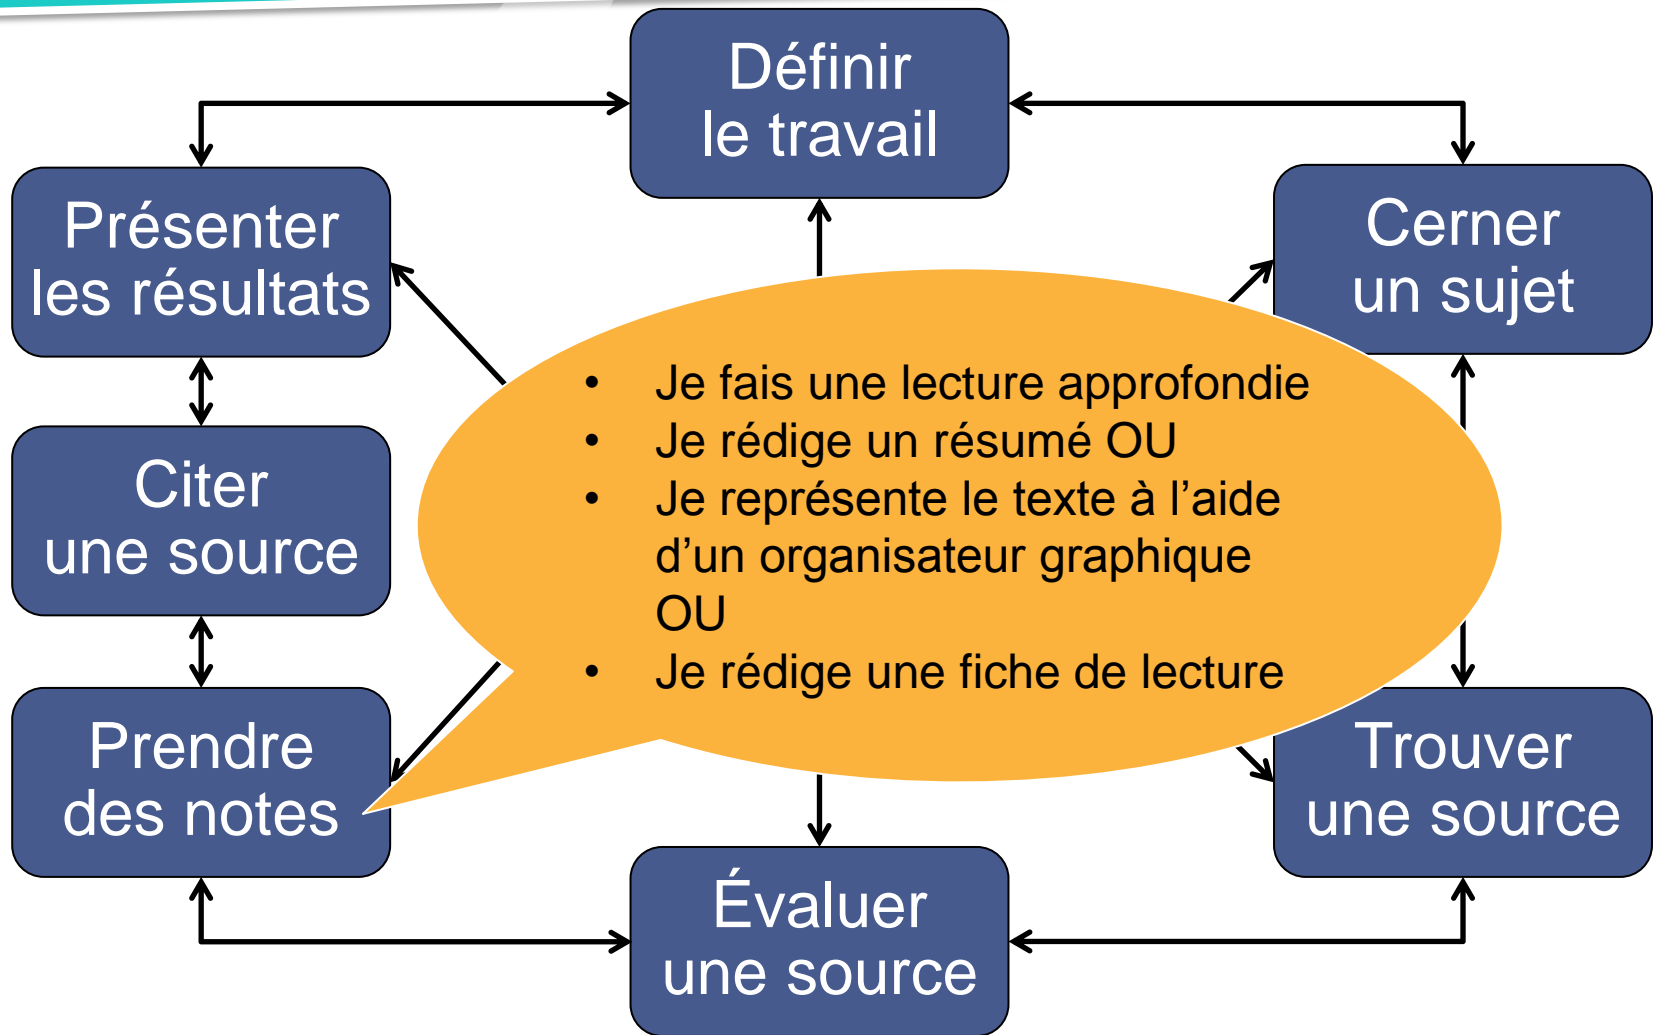 Définir
le travail
Cerner
un sujet
Présenter
les résultats
• Je fais une lecture approfondie
• Je rédige un résumé OU
• Je représente le texte à l’aide
d’un organisateur graphique
OU
• Je rédige une fiche de lecture
Citer
une source
Prendre
des notes
Trouver
une source
Évaluer
une source